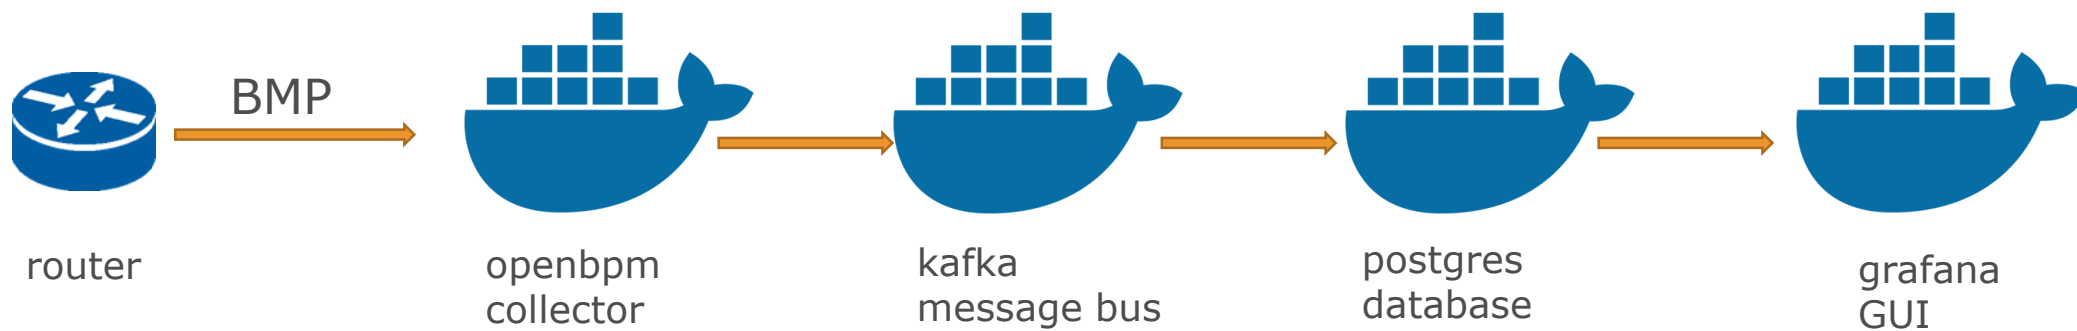 BMP
router
openbpm
collector
kafka
message bus
postgres
database
grafana
GUI